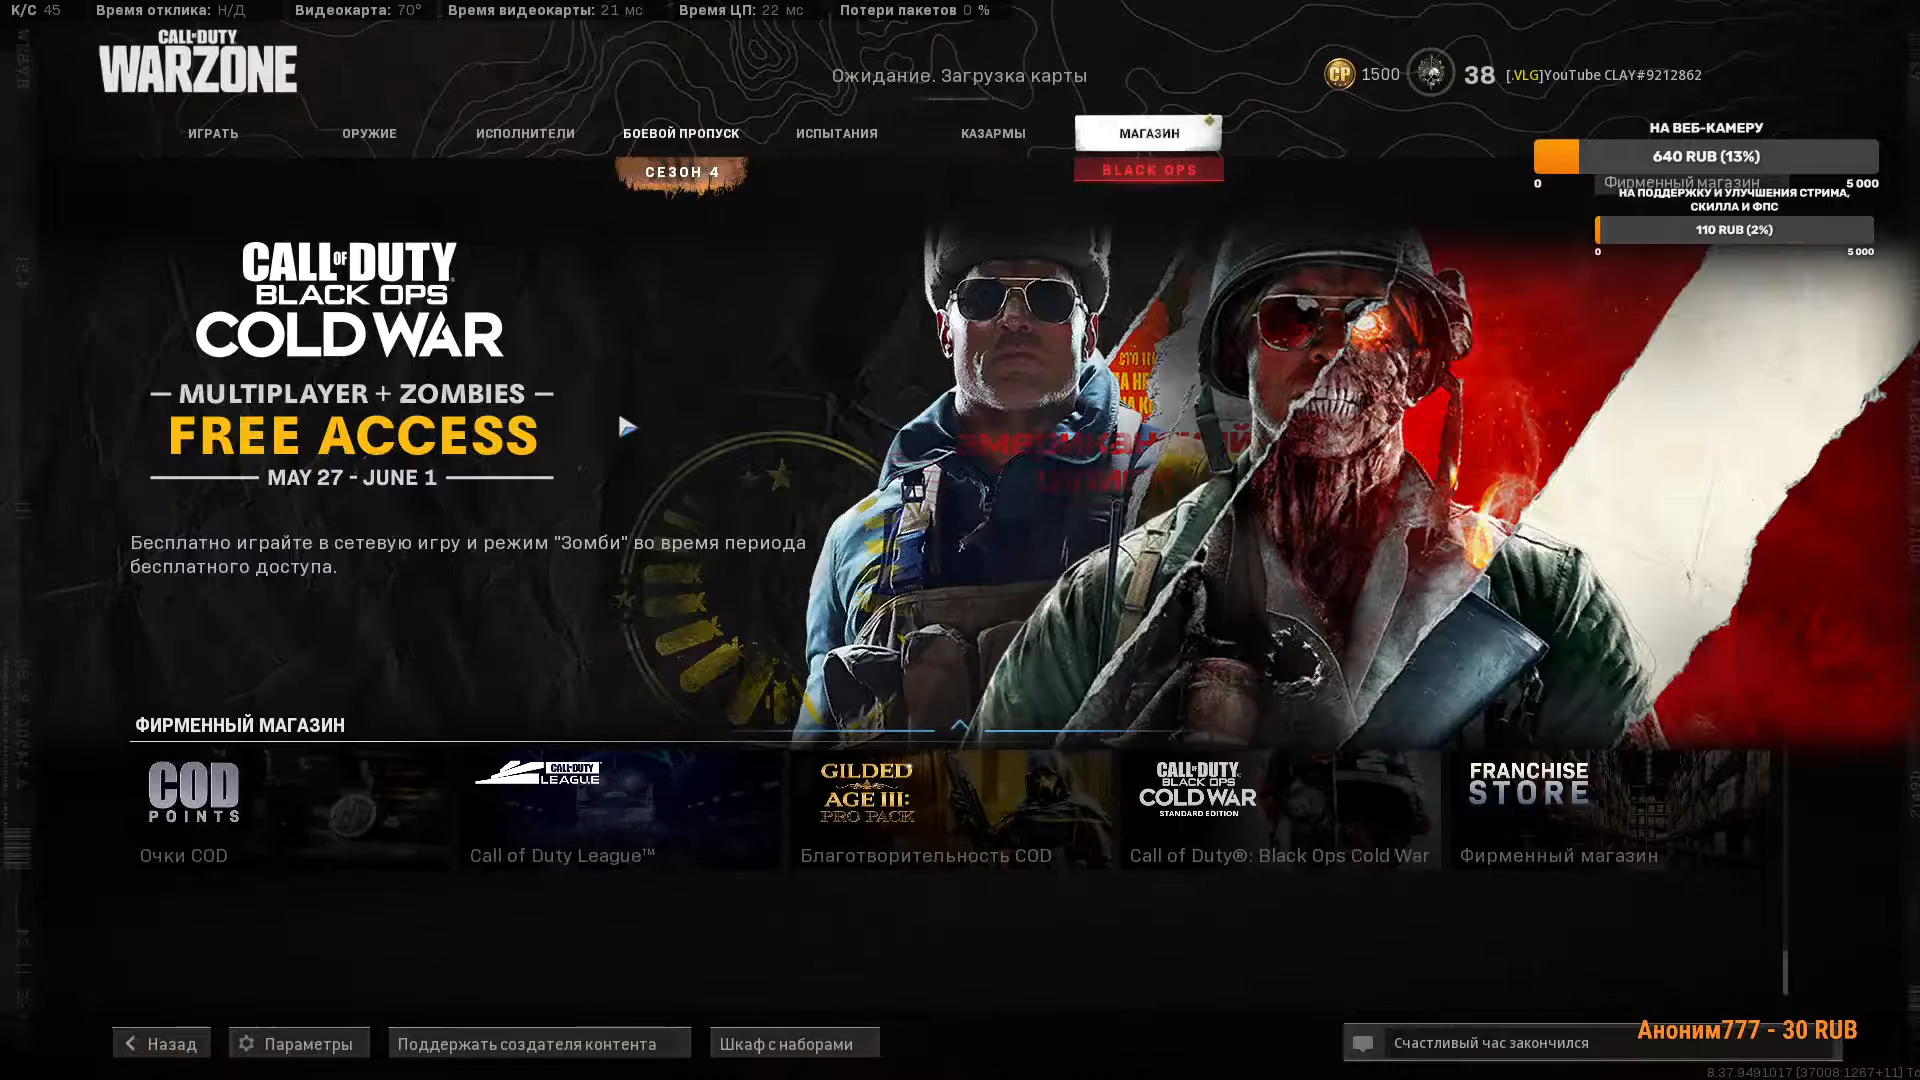 К/С 45 Время отклика: Н/Д Видеокарта: 70° Время видеокарты: 21 мс Время ЦП: 22 мс Потери пакетов 0 %
CALL OF DUTY
WARZONE
Ожидание. Загрузка карты
CP 1500 38 [.VLG]YouTube CLAY#9212862
ИГРАТЬ ОРУЖИЕ ИСПОЛНИТЕЛИ БОЕВОЙ ПРОПУСК ИСПЫТАНИЯ КАЗАРМЫ МАГАЗИН
СЕЗОН 4 BLACK OPS
НА ВЕБ-КАМЕРУ
640 RUB (13%)
0 5 000
Фирменный магазин
НА ПОДДЕРЖКУ И УЛУЧШЕНИЯ СТРИМА,
СКИЛЛА И ФПС
110 RUB (2%)
0 5 000
CALL OF DUTY
BLACK OPS
COLD WAR
MULTIPLAYER + ZOMBIES
FREE ACCESS
MAY 27 - JUNE 1
Бесплатно играйте в сетевую игру и режим "Зомби" во время периода
бесплатного доступа.
ФИРМЕННЫЙ МАГАЗИН
COD
POINTS
Очки COD
CALL OF DUTY
LEAGUE
Call of Duty League™
GILDED
AGE III:
PRO PACK
Благотворительность COD
CALL OF DUTY
BLACK OPS
COLD WAR
STANDARD EDITION
Call of Duty®: Black Ops Cold War
FRANCHISE
STORE
Фирменный магазин
Назад Параметры Поддержать создателя контента Шкаф с наборами
Счастливый час закончился
Аноним777 - 30 RUB
8.37.9491017 [37008:1267+11]